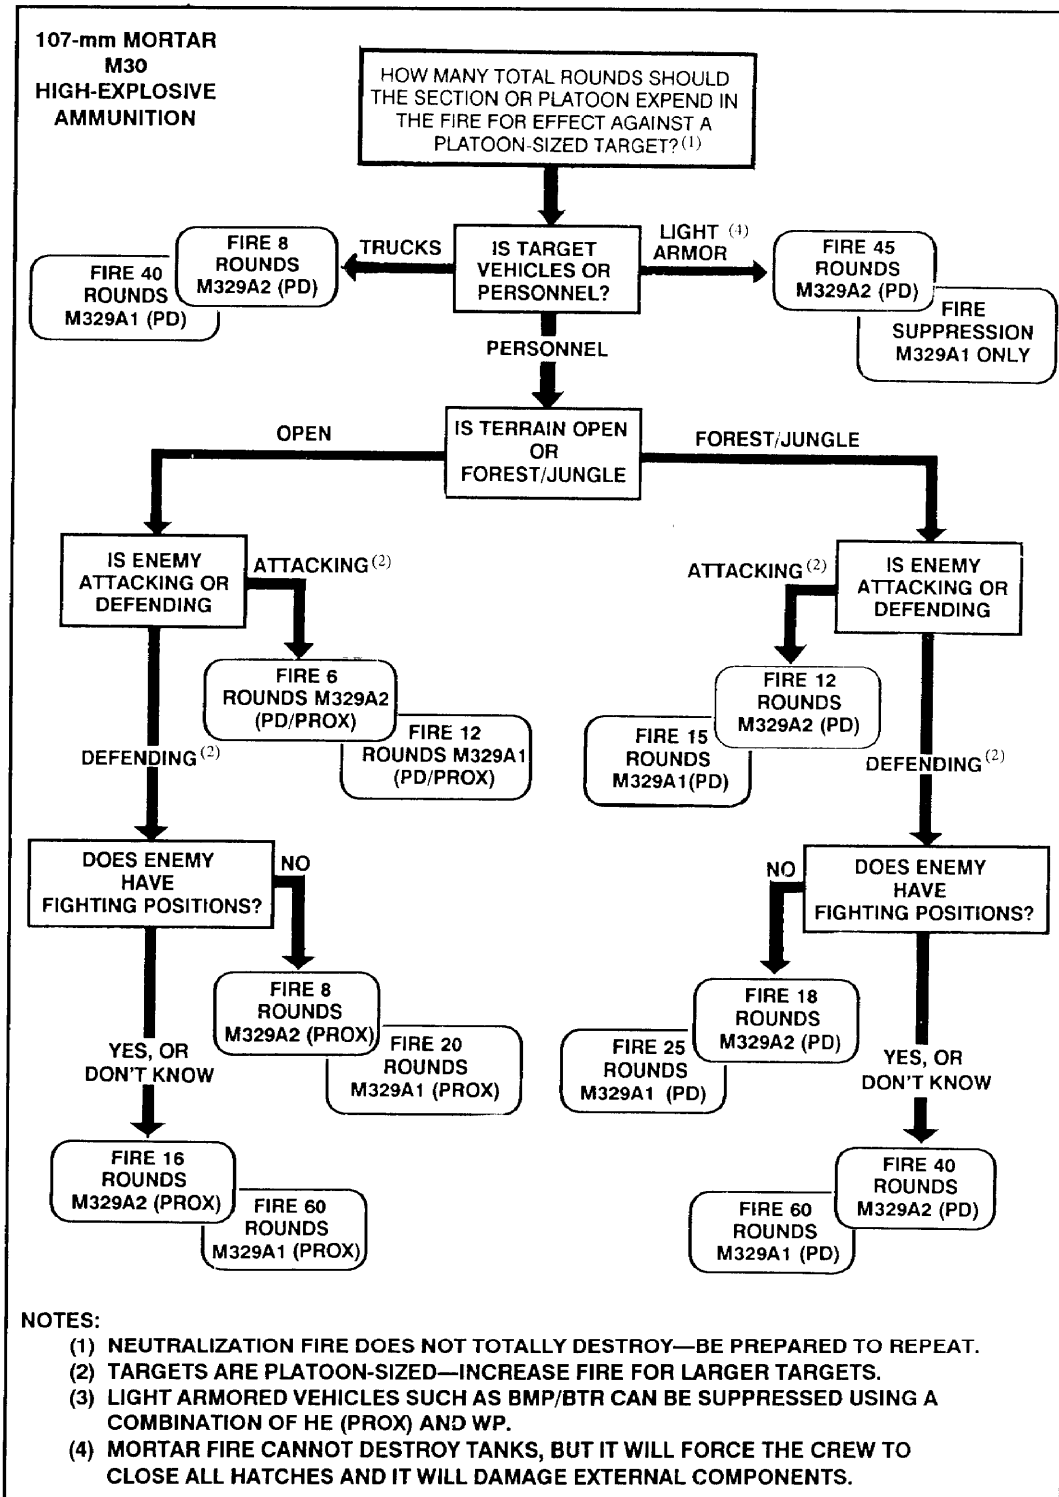 107-mm MORTAR
M30
HIGH-EXPLOSIVE
AMMUNITION
HOW MANY TOTAL ROUNDS SHOULD
THE SECTION OR PLATOON EXPEND IN
THE FIRE FOR EFFECT AGAINST A
PLATOON-SIZED TARGET?(1)
TRUCKS
FIRE 8
ROUNDS
M329A2 (PD)
FIRE 40
ROUNDS
M329A1 (PD)
IS TARGET
VEHICLES OR
PERSONNEL?
LIGHT (4)
ARMOR
FIRE 45
ROUNDS
M329A2 (PD)
FIRE
SUPPRESSION
M329A1 ONLY
PERSONNEL
OPEN
IS TERRAIN OPEN
OR
FOREST/JUNGLE
FOREST/JUNGLE
IS ENEMY
ATTACKING OR
DEFENDING
ATTACKING(2)
FIRE 6
ROUNDS M329A2
(PD/PROX)
FIRE 12
ROUNDS M329A1
(PD/PROX)
DEFENDING(2)
DOES ENEMY
HAVE
FIGHTING POSITIONS?
NO
FIRE 8
ROUNDS
M329A2 (PROX)
FIRE 20
ROUNDS
M329A1 (PROX)
YES, OR
DON'T KNOW
FIRE 16
ROUNDS
M329A2 (PROX)
FIRE 60
ROUNDS
M329A1 (PROX)
IS ENEMY
ATTACKING OR
DEFENDING
ATTACKING(2)
FIRE 12
ROUNDS
M329A2 (PD)
FIRE 15
ROUNDS
M329A1(PD)
DEFENDING(2)
DOES ENEMY
HAVE
FIGHTING POSITIONS?
NO
FIRE 18
ROUNDS
M329A2 (PD)
FIRE 25
ROUNDS
M329A1 (PD)
YES, OR
DON'T KNOW
FIRE 40
ROUNDS
M329A2 (PD)
FIRE 60
ROUNDS
M329A1 (PD)
NOTES:
(1) NEUTRALIZATION FIRE DOES NOT TOTALLY DESTROY—BE PREPARED TO REPEAT.
(2) TARGETS ARE PLATOON-SIZED—INCREASE FIRE FOR LARGER TARGETS.
(3) LIGHT ARMORED VEHICLES SUCH AS BMP/BTR CAN BE SUPPRESSED USING A
COMBINATION OF HE (PROX) AND WP.
(4) MORTAR FIRE CANNOT DESTROY TANKS, BUT IT WILL FORCE THE CREW TO
CLOSE ALL HATCHES AND IT WILL DAMAGE EXTERNAL COMPONENTS.